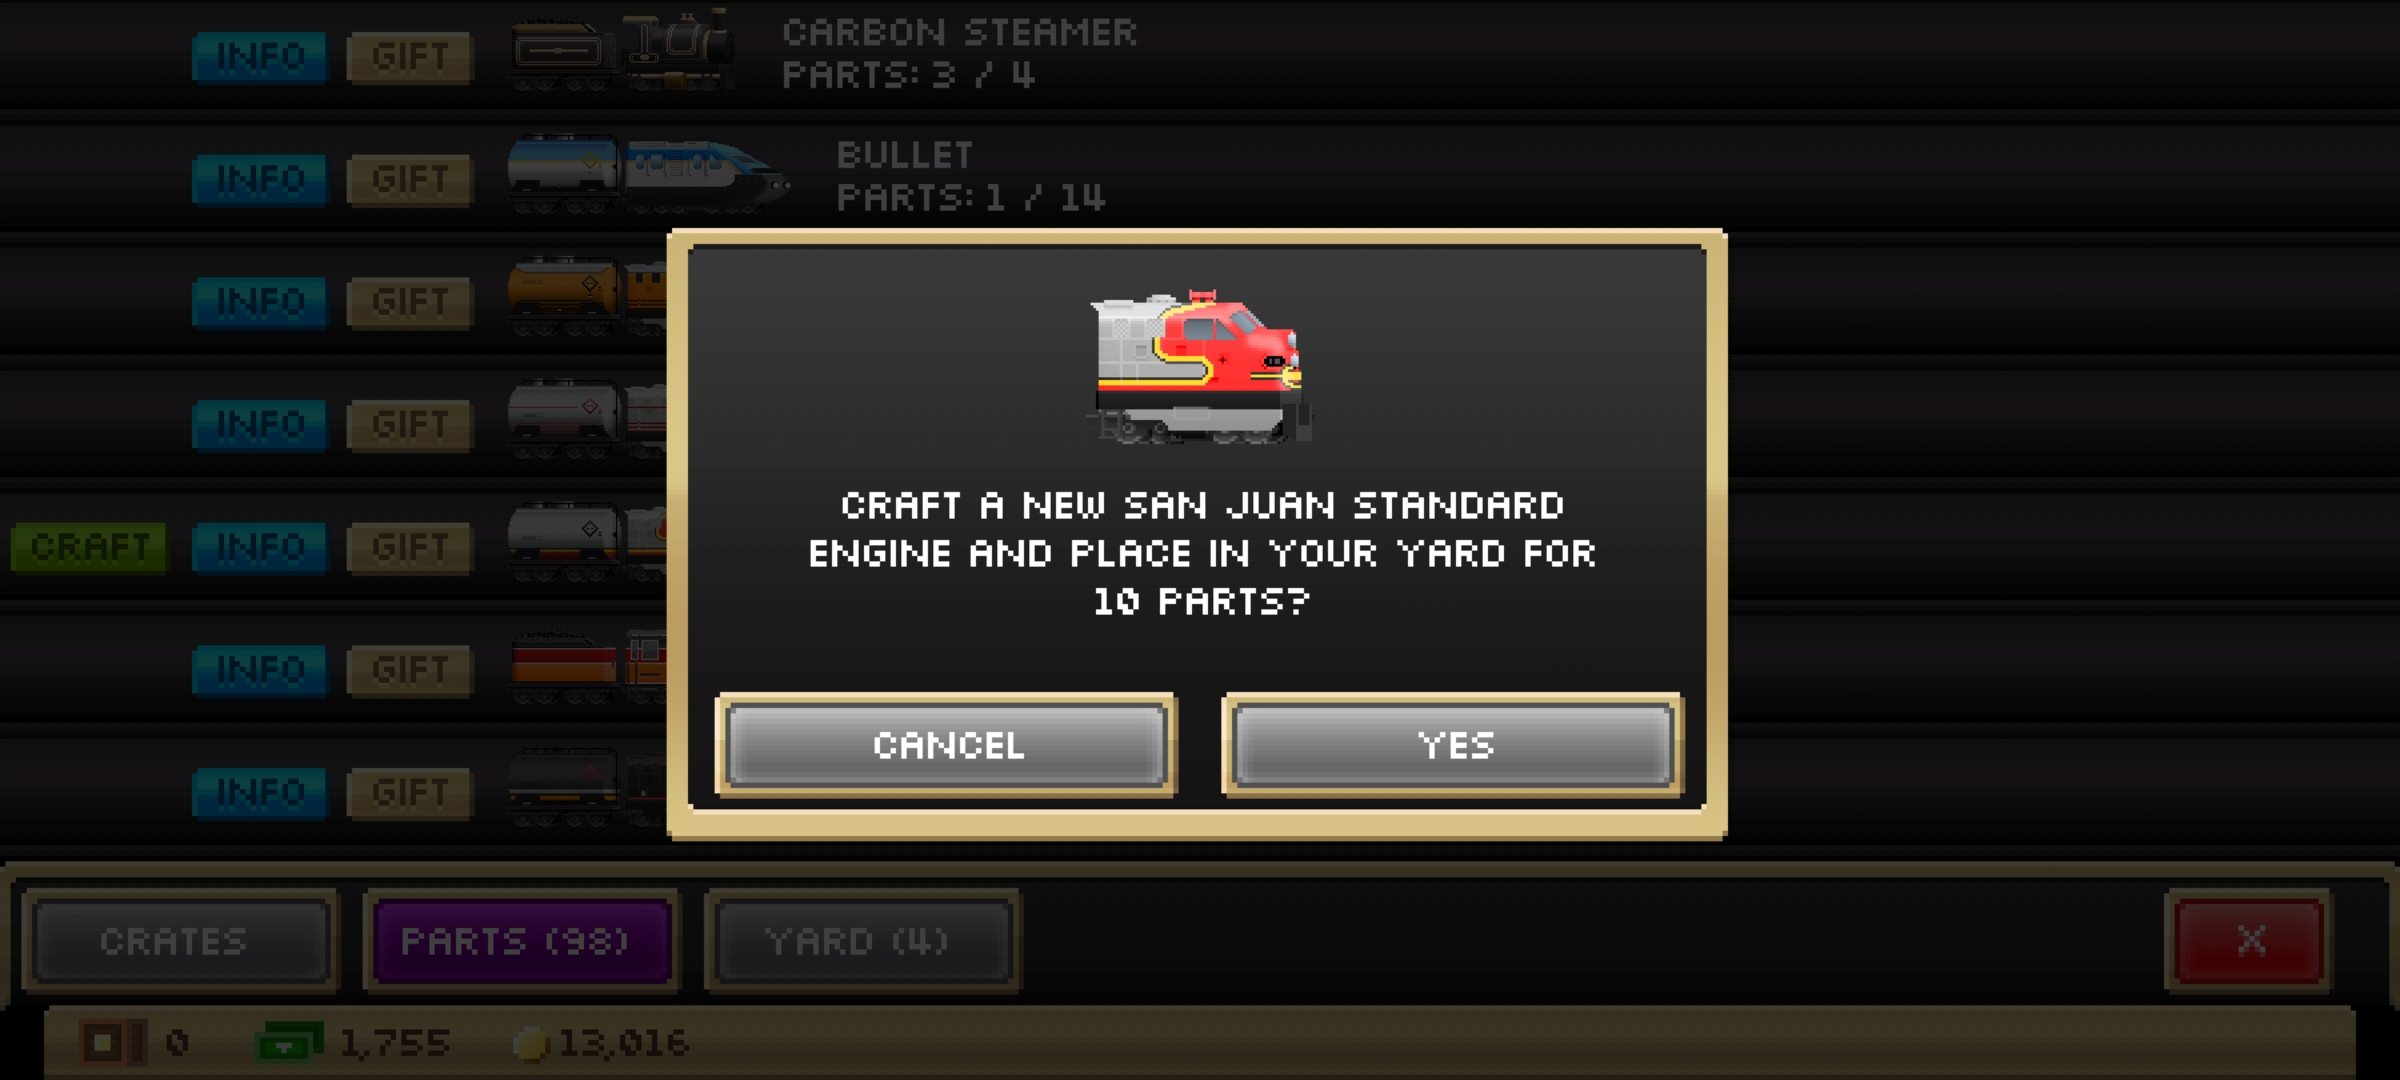 CARBON STEAMER
INFO GIFT PARTS: 3 / 4
BULLET
INFO GIFT PARTS: 1 / 14
INFO GIFT
INFO GIFT
CRAFT INFO GIFT
INFO GIFT
INFO GIFT
CRAFT A NEW SAN JUAN STANDARD
ENGINE AND PLACE IN YOUR YARD FOR
10 PARTS?
CANCEL YES
CRATES PARTS (98) YARD (4) X
0 1,755 13,016